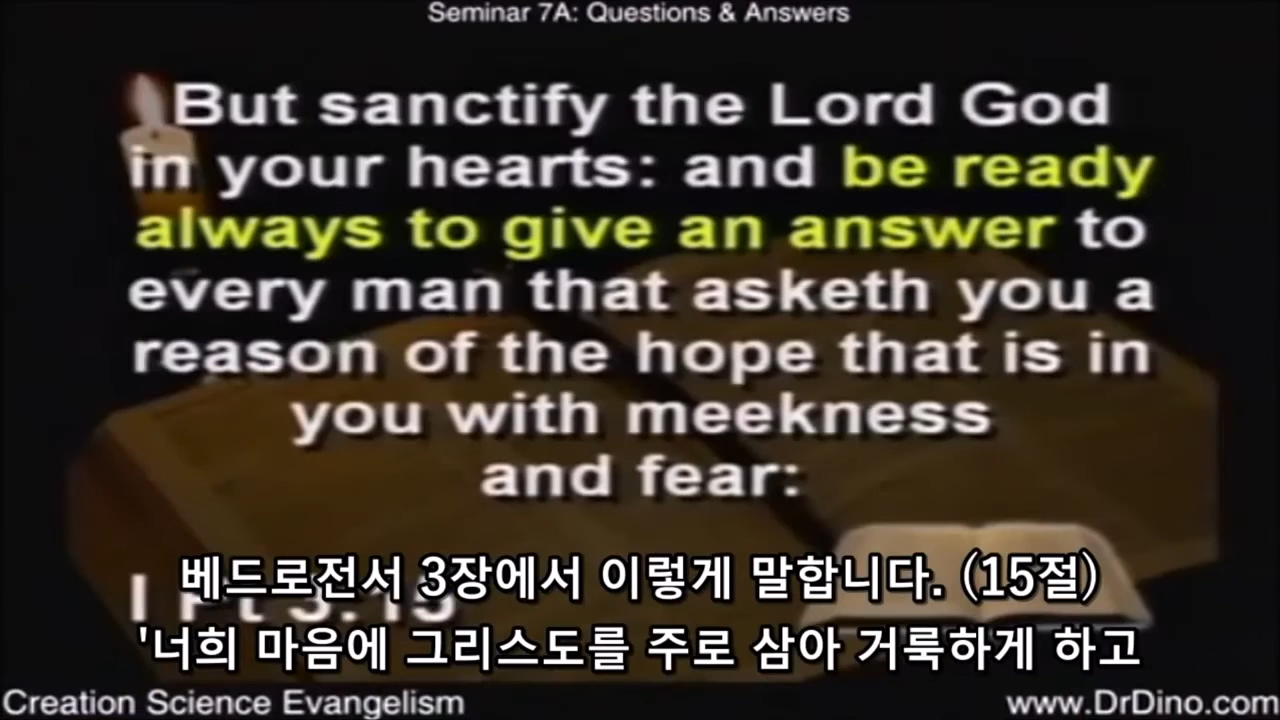 Seminar 7A: Questions & Answers
But sanctify the Lord God
in your hearts: and be ready
always to give an answer to
every man that asketh you a
reason of the hope that is in
you with meekness
and fear:
I Pt 3:15
베드로전서 3장에서 이렇게 말합니다. (15절)
'너희 마음에 그리스도를 주로 삼아 거룩하게 하고
Creation Science Evangelism
www.DrDino.com